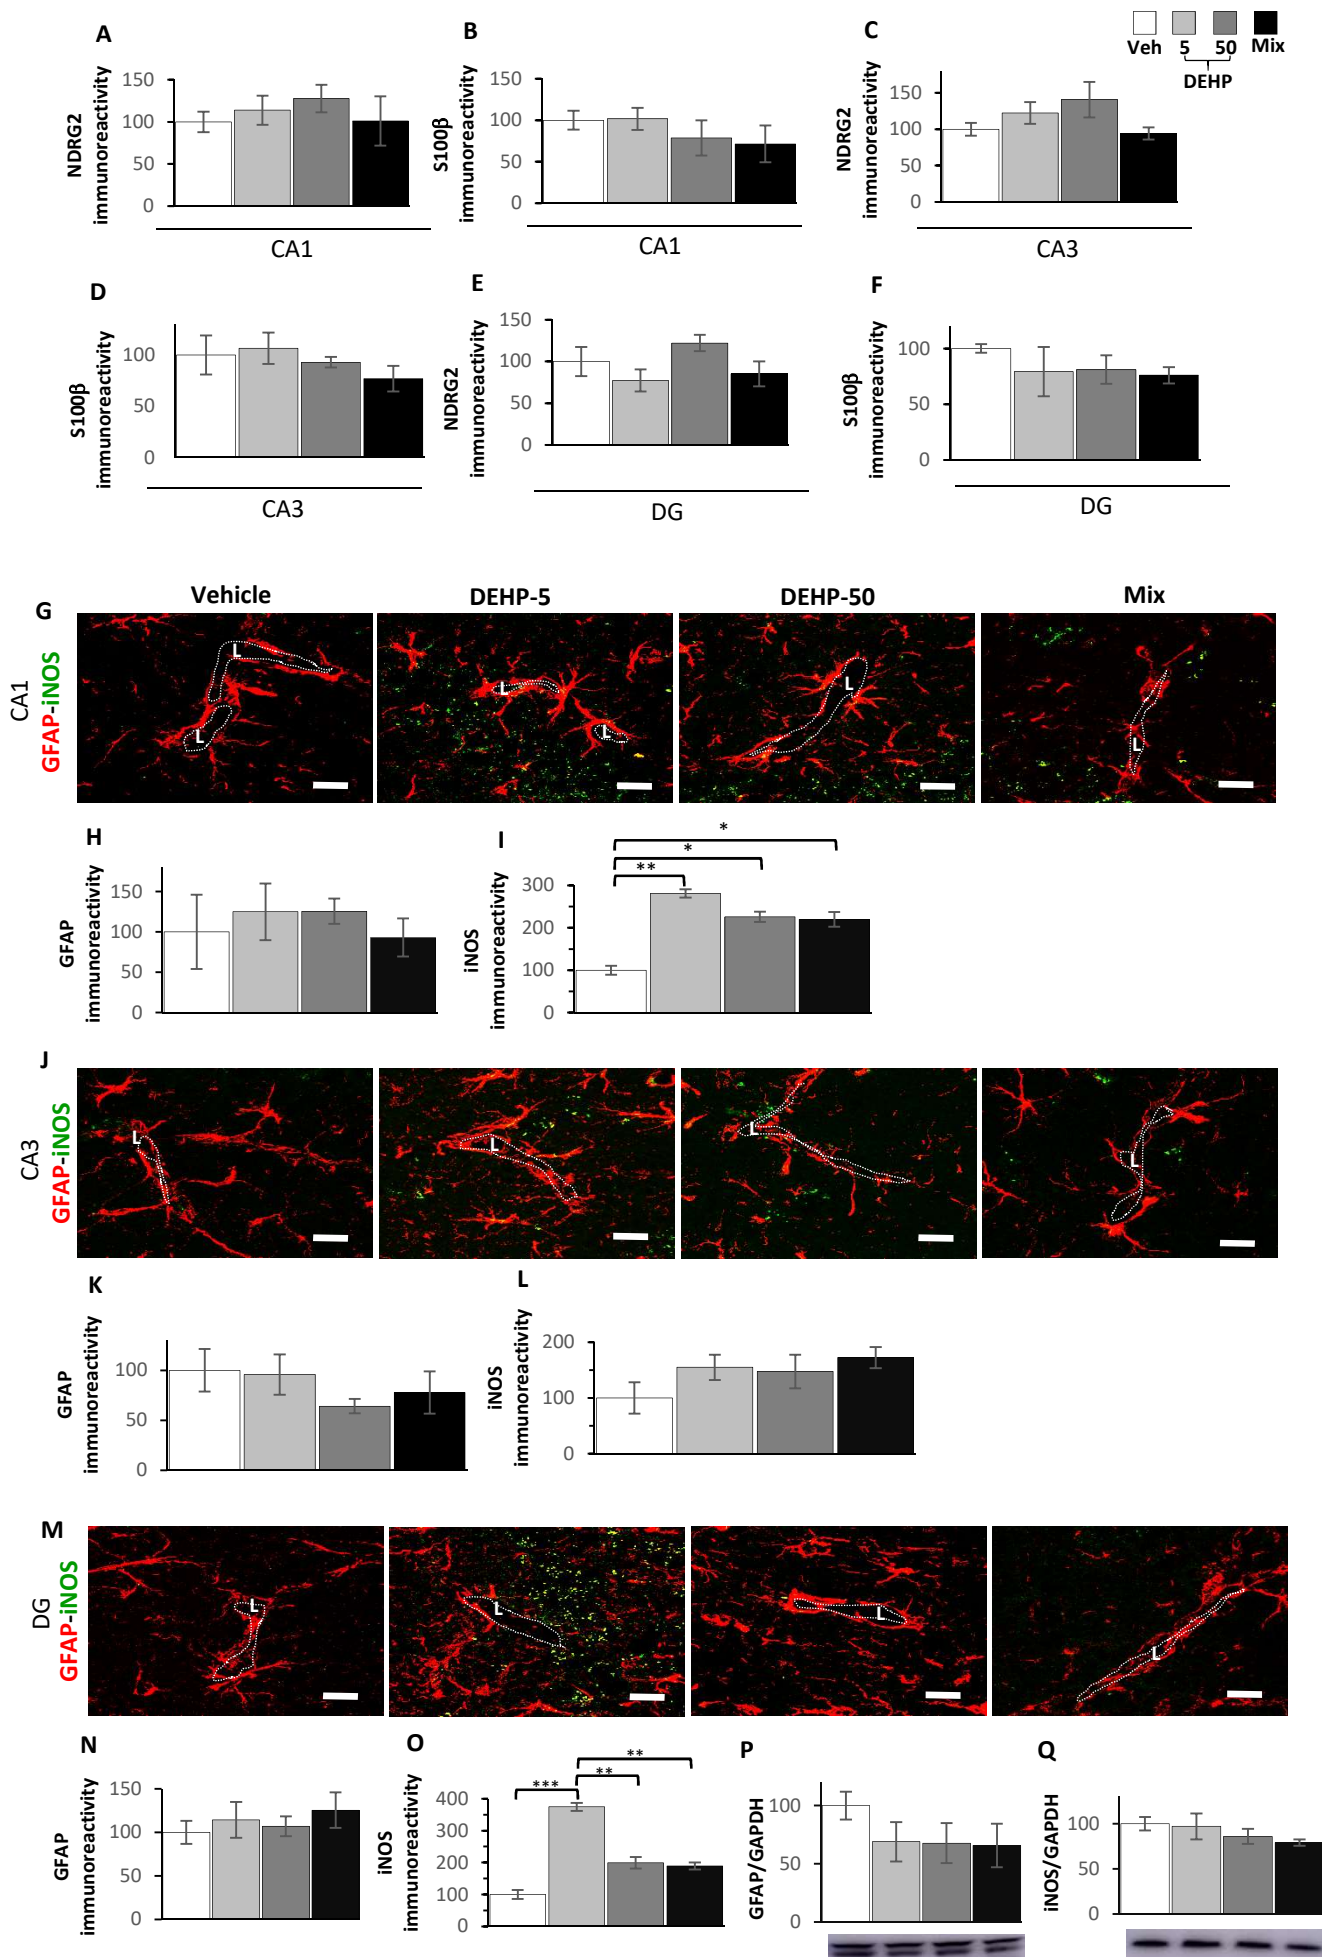 A
B
C
Veh 5 50 Mix
DEHP
NDRG2
immunoreactivity
150
100
50
0
CA1
S100β
immunoreactivity
150
100
50
0
CA1
NDRG2
immunoreactivity
150
100
50
0
CA3
D
E
F
S100β
immunoreactivity
100
50
0
CA3
NDRG2
immunoreactivity
150
100
50
0
DG
S100β
immunoreactivity
100
50
0
DG
Vehicle DEHP-5 DEHP-50 Mix
G
CA1
GFAP-iNOS
L
L
L
L
L
L
H
GFAP
immunoreactivity
150
100
50
0
I
iNOS
immunoreactivity
300
200
100
0
**
*
*
J
CA3
GFAP-iNOS
L
L
L
L
K
GFAP
immunoreactivity
100
50
0
L
iNOS
immunoreactivity
200
100
0
M
DG
GFAP-iNOS
L
L
L
L
N
GFAP
immunoreactivity
150
100
50
0
O
iNOS
immunoreactivity
400
300
200
100
0
***
**
**
P
GFAP/GAPDH
100
50
0
Q
iNOS/GAPDH
100
50
0